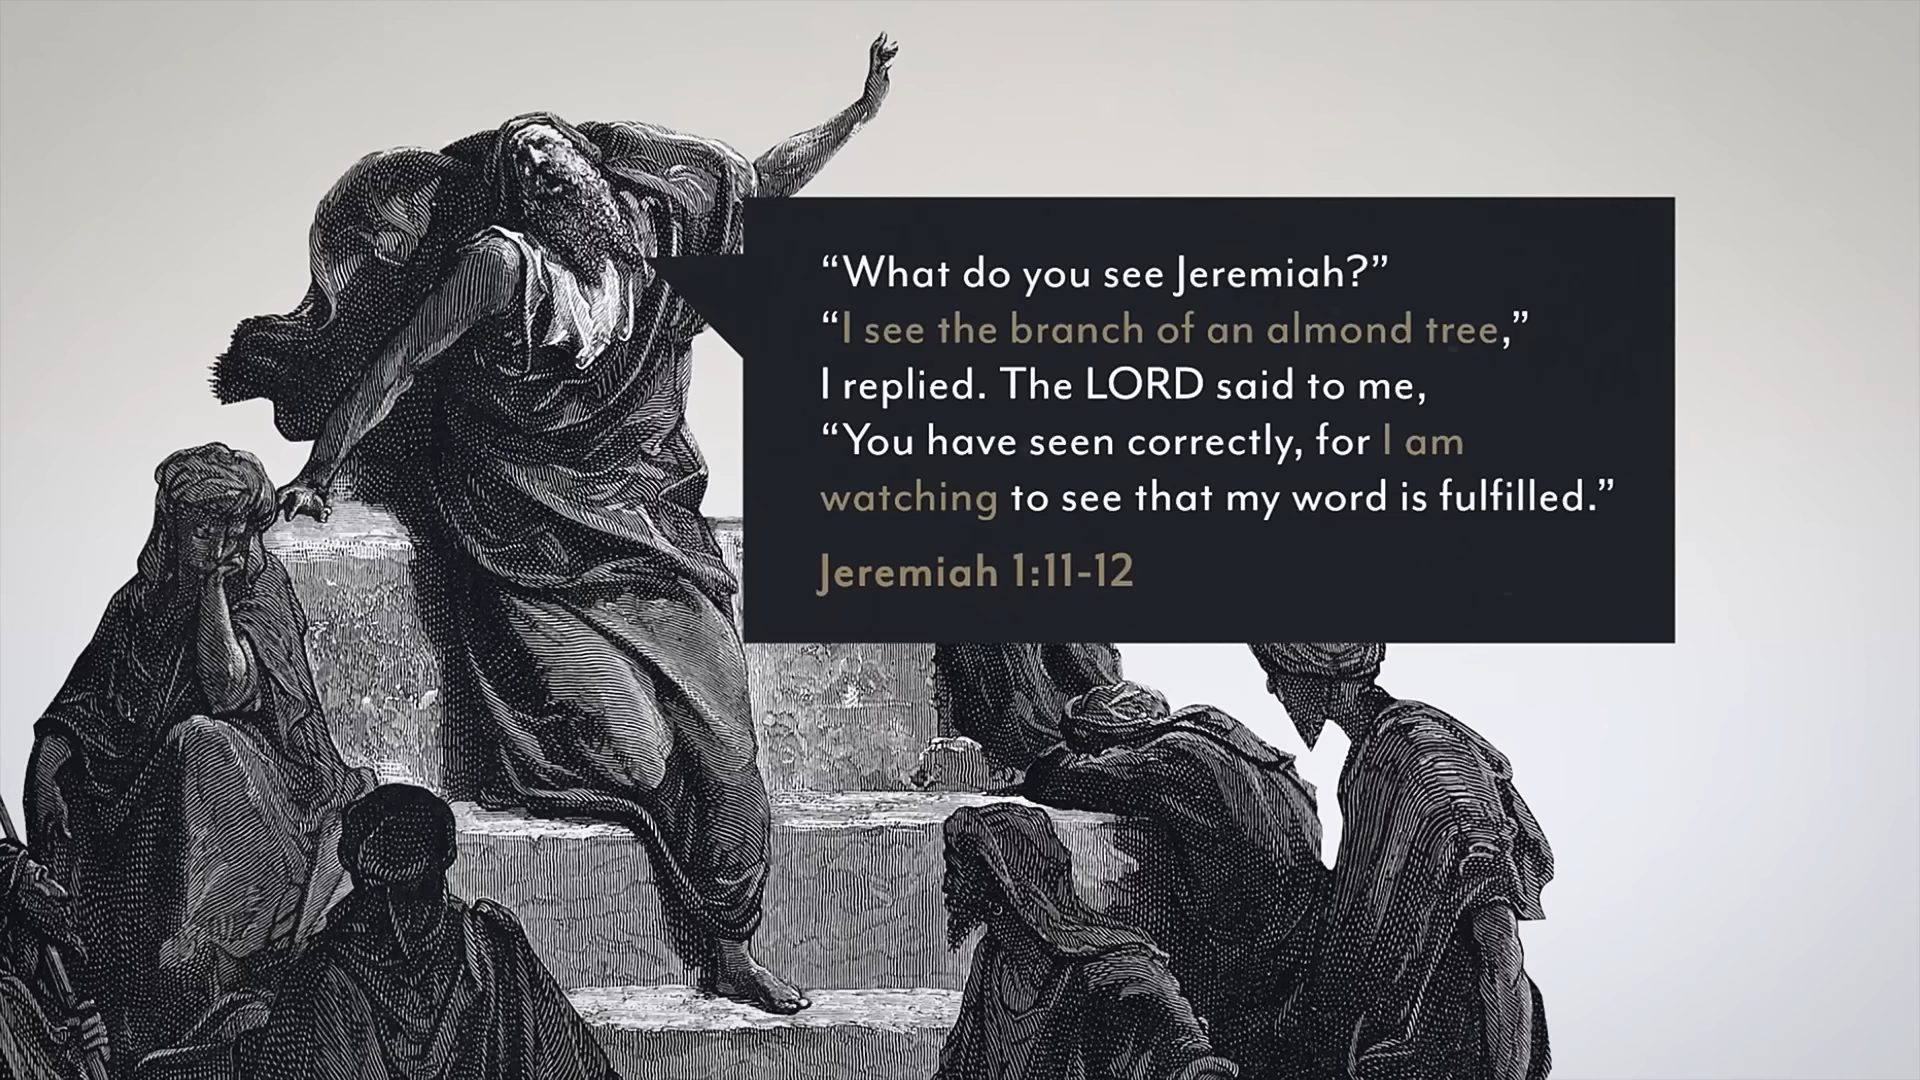 “What do you see Jeremiah?”
“I see the branch of an almond tree,”
I replied. The LORD said to me,
“You have seen correctly, for I am
watching to see that my word is fulfilled.”
Jeremiah 1:11-12